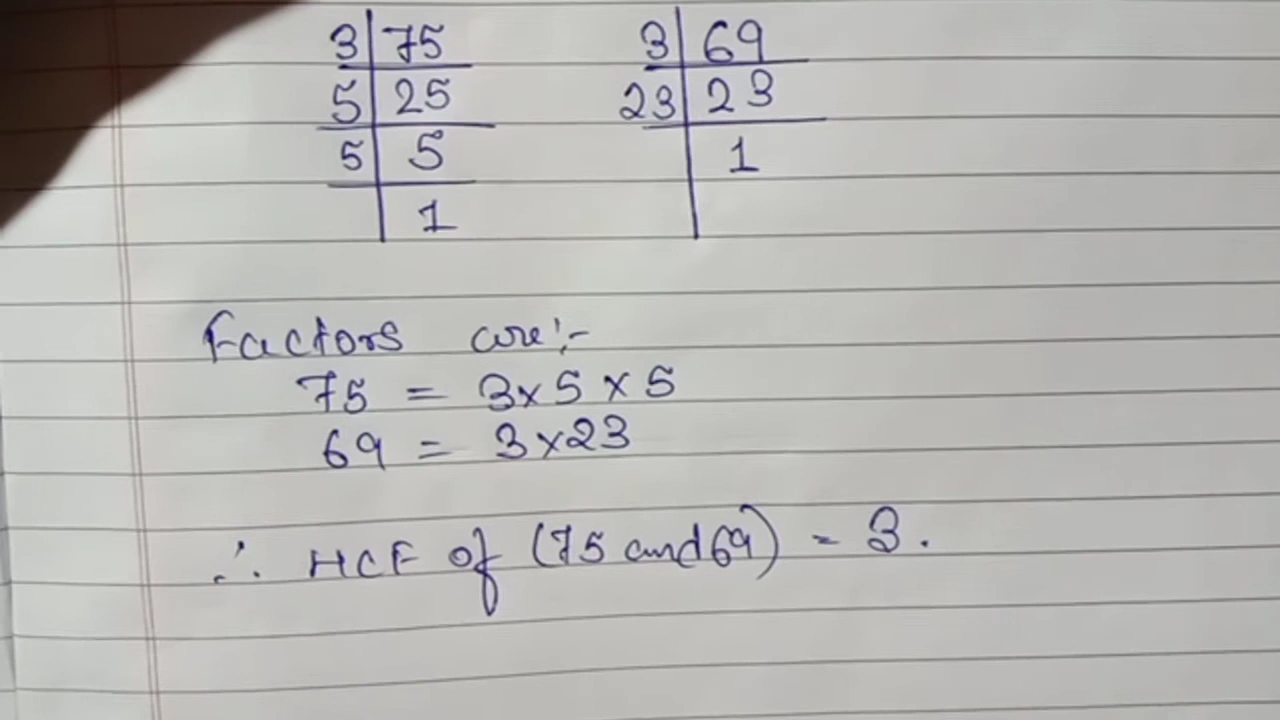 3 75 3 69
5 25 23 23
5 5 1
1
Factors are:-
75 = 3x5x5
69 = 3x23
∴ HCF of (75 and 69) = 3.